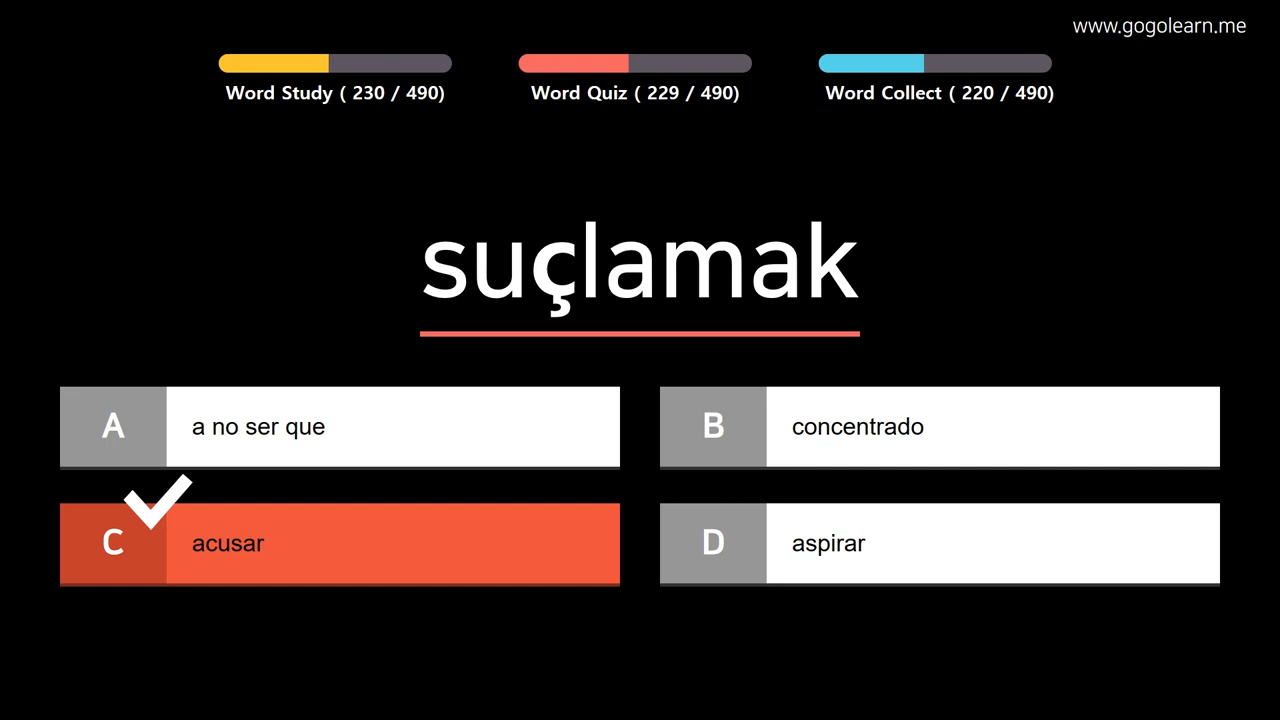 www.gogolearn.me
Word Study ( 230 / 490)
Word Quiz ( 229 / 490)
Word Collect ( 220 / 490)
suçlamak
A
a no ser que
B
concentrado
C
acusar
D
aspirar